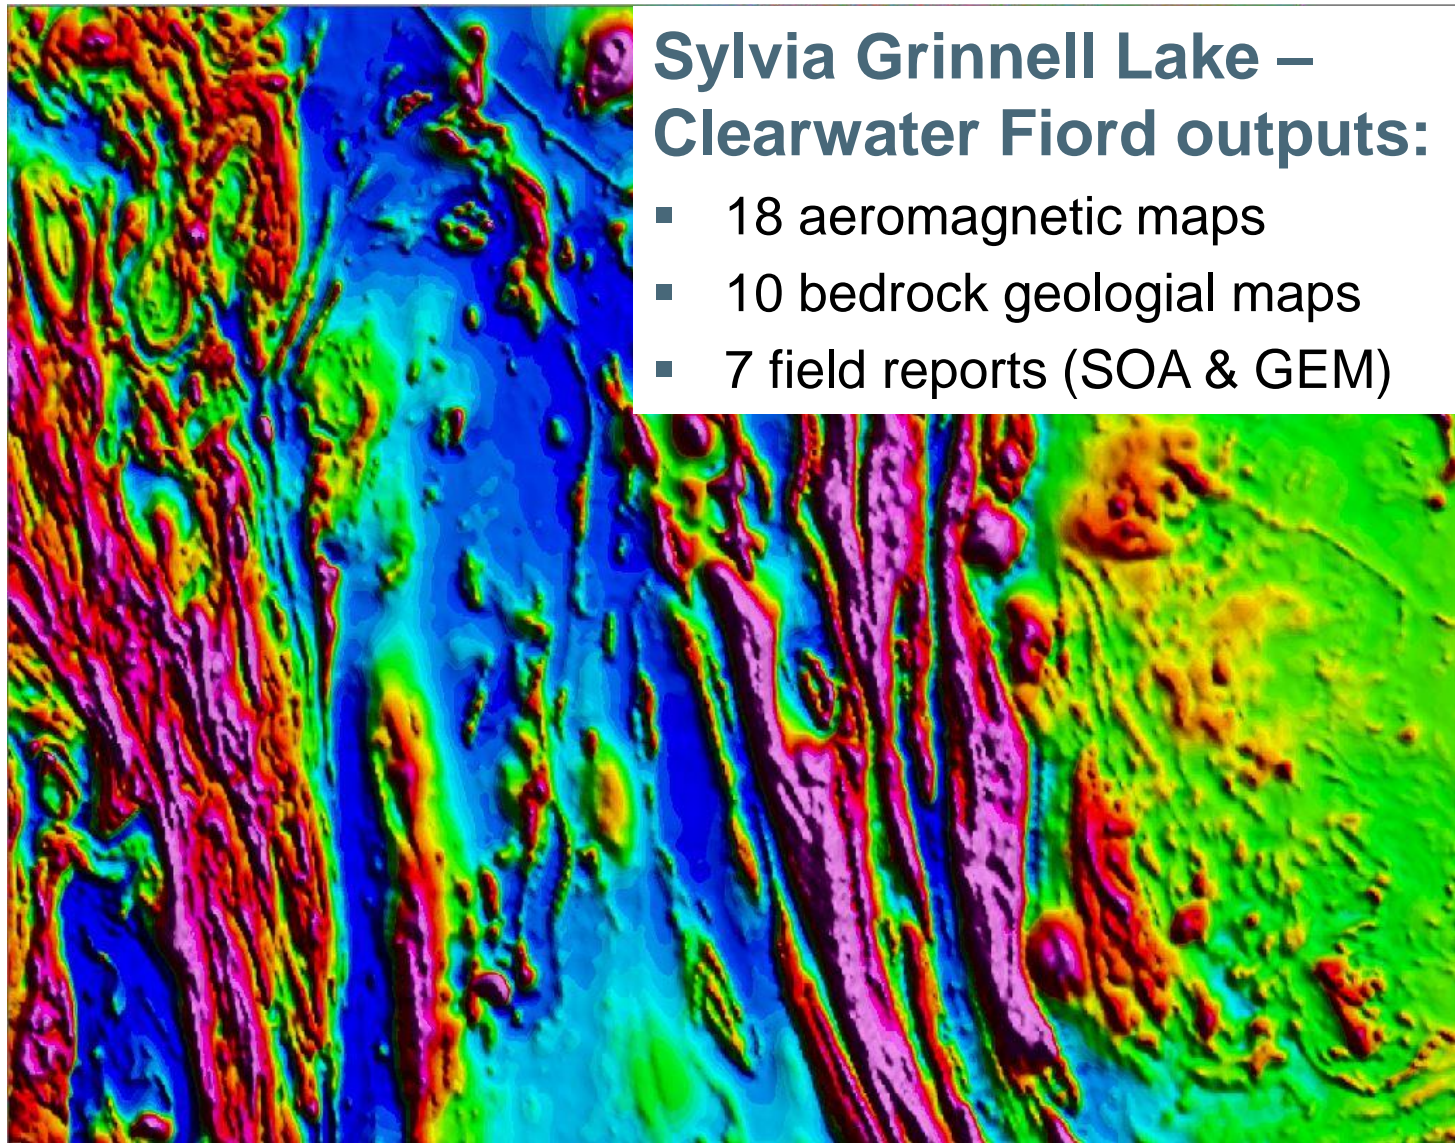 Sylvia Grinnell Lake –
Clearwater Fiord outputs:
▪ 18 aeromagnetic maps
▪ 10 bedrock geologial maps
▪ 7 field reports (SOA & GEM)